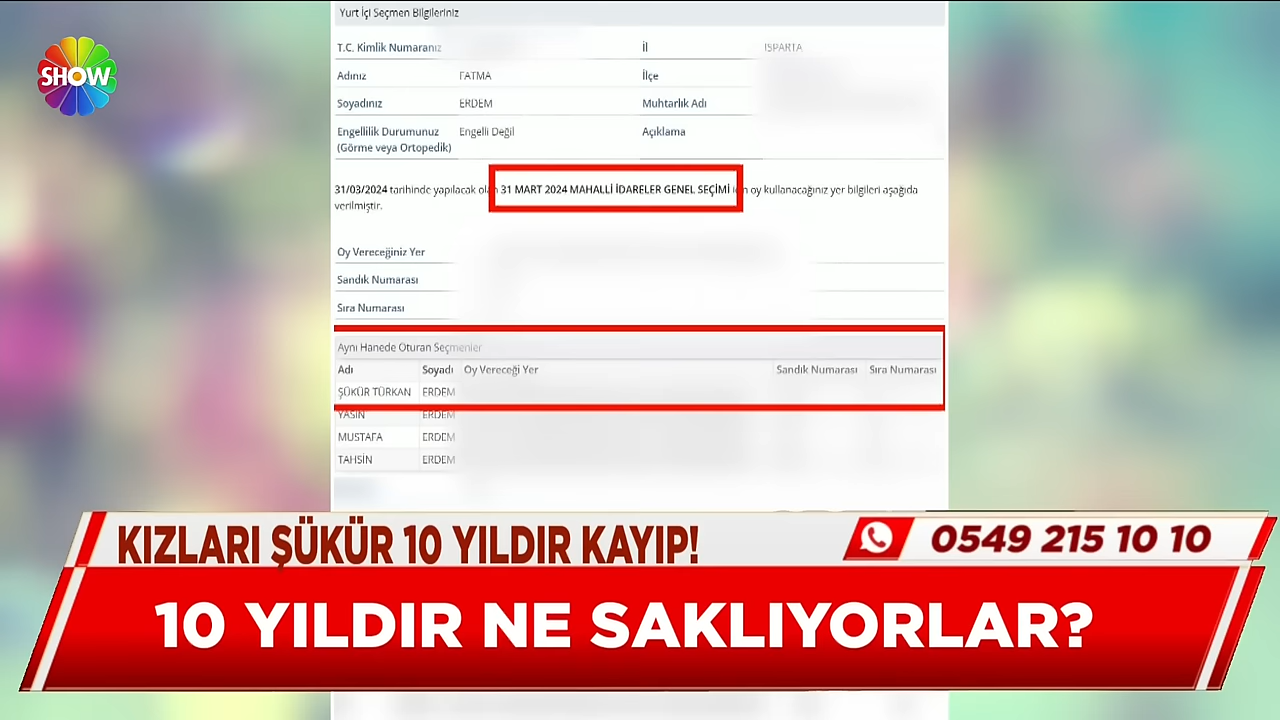 SHOW
Yurt İçi Seçmen Bilgileriniz
T.C. Kimlik Numaranız
İl ISPARTA
Adınız FATMA İlçe
Soyadınız ERDEM Muhtarlık Adı
Engellilik Durumunuz Engelli Değil Açıklama
(Görme veya Ortopedik)
31/03/2024 tarihinde yapılacak olan 31 MART 2024 MAHALLİ İDARELER GENEL SEÇİMİ için oy kullanacağınız yer bilgileri aşağıda
verilmiştir.
Oy Vereceğiniz Yer
Sandık Numarası
Sıra Numarası
Aynı Hanede Oturan Seçmenler
Adı Soyadı Oy Vereceği Yer Sandık Numarası Sıra Numarası
ŞÜKÜR TÜRKAN ERDEM
YASİN ERDEM
MUSTAFA ERDEM
TAHSİN ERDEM
KIZLARI ŞÜKÜR 10 YILDIR KAYIP!
0549 215 10 10
10 YILDIR NE SAKLIYORLAR?